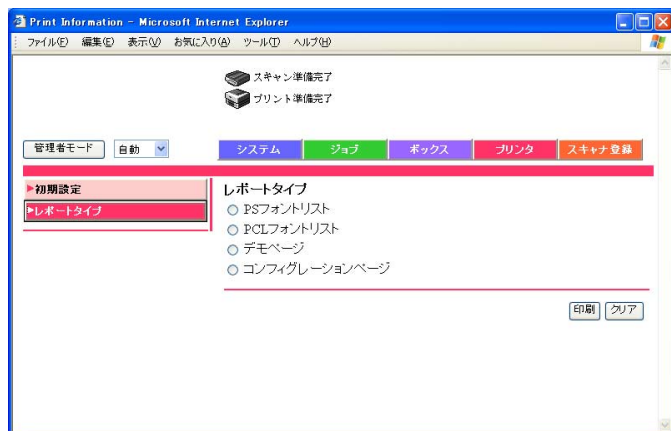 Print Information - Microsoft Internet Explorer
ファイル(F) 編集(E) 表示(V) お気に入り(A) ツール(T) ヘルプ(H)
スキャン準備完了
プリント準備完了
管理者モード 自動 システム ジョブ ボックス プリンタ スキャナ登録
▶初期設定
▶レポートタイプ
レポートタイプ
PSフォントリスト
PCLフォントリスト
デモページ
コンフィグレーションページ
印刷 クリア